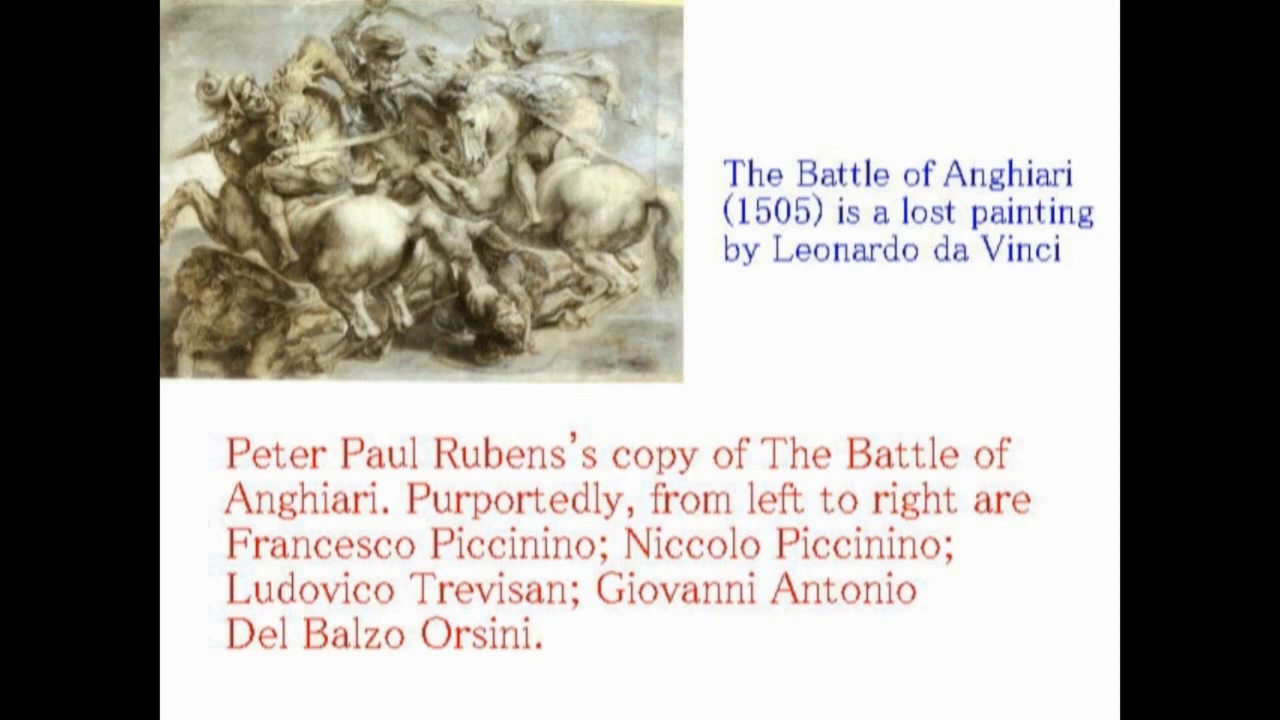 The Battle of Anghiari
(1505) is a lost painting
by Leonardo da Vinci
Peter Paul Rubens's copy of The Battle of
Anghiari. Purportedly, from left to right are
Francesco Piccinino; Niccolo Piccinino;
Ludovico Trevisan; Giovanni Antonio
Del Balzo Orsini.